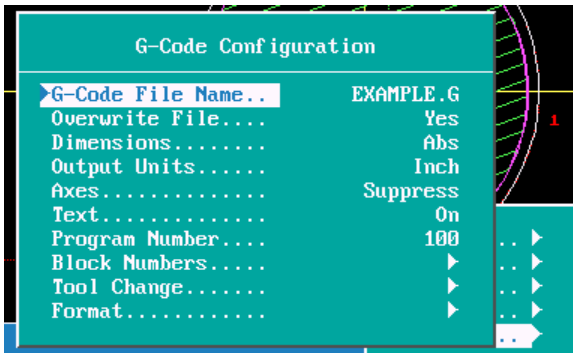 G-Code Configuration
G-Code File Name.. EXAMPLE.G
Overwrite File.... Yes
Dimensions........ Abs
Output Units...... Inch
Axes.............. Suppress
Text.............. On
Program Number.... 100
Block Numbers.....
Tool Change.......
Format............
1
..
..
..
..
..